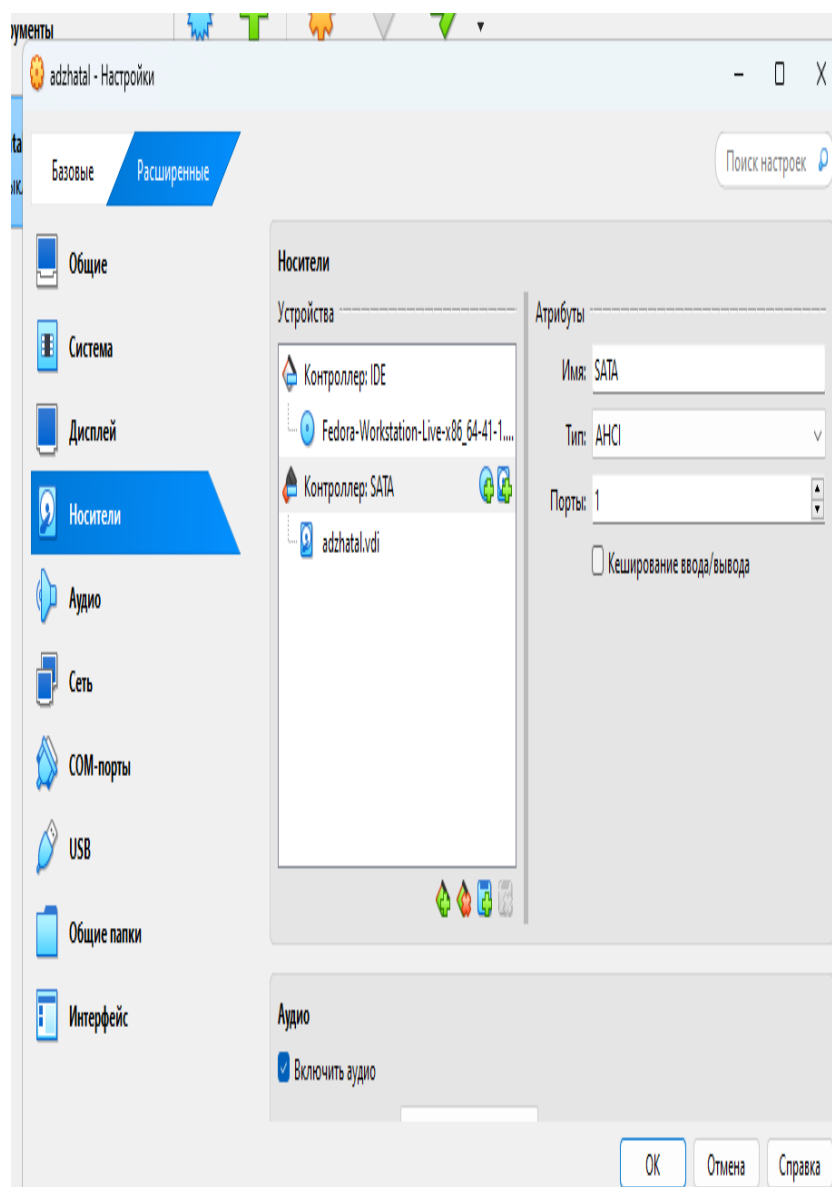 рументы
adzhatal - Настройки
Базовые
Расширенные
Поиск настроек
Общие
Система
Дисплей
Носители
Аудио
Сеть
COM-порты
USB
Общие папки
Интерфейс
Носители
Устройства
Контроллер: IDE
Fedora-Workstation-Live-x86_64-41-1....
Контроллер: SATA
adzhatal.vdi
Атрибуты
Имя: SATA
Тип: AHCI
Порты: 1
Кеширование ввода/вывода
Аудио
Включить аудио
OK
Отмена
Справка